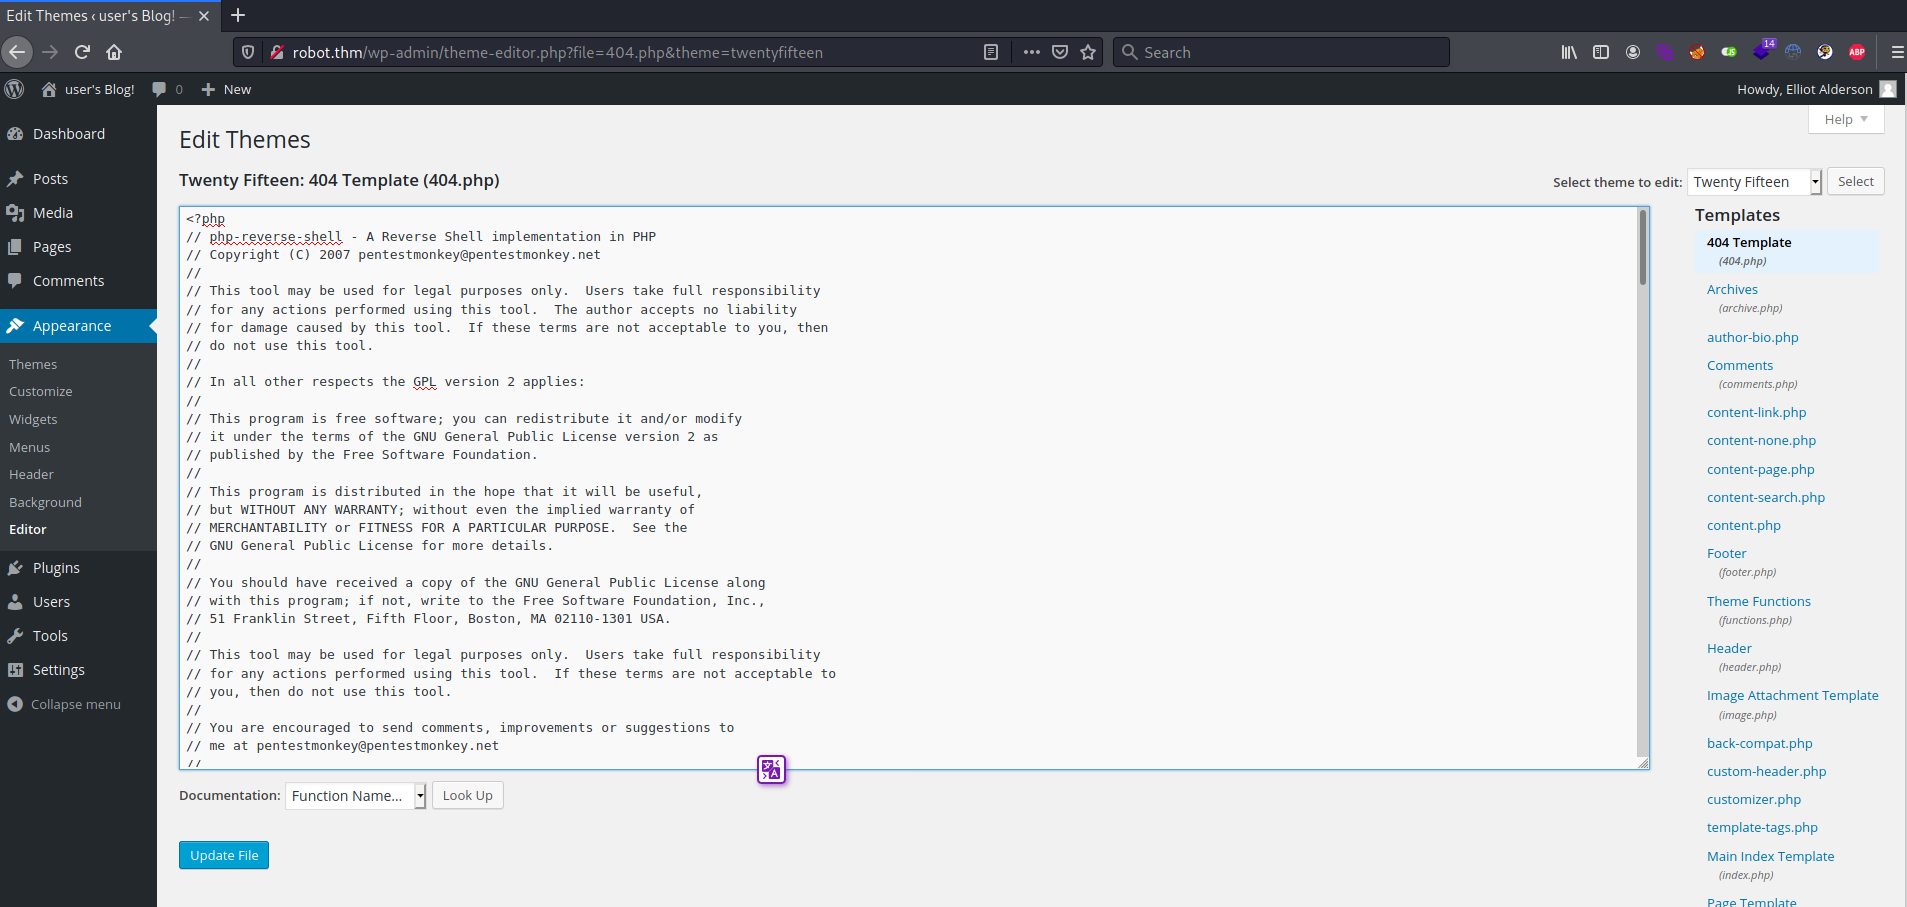 Edit Themes ‹ user's Blog! —
robot.thm/wp-admin/theme-editor.php?file=404.php&theme=twentyfifteen
Search
14
ABP
user's Blog!
0
New
Howdy, Elliot Alderson
Dashboard
Posts
Media
Pages
Comments
Appearance
Themes
Customize
Widgets
Menus
Header
Background
Editor
Plugins
Users
Tools
Settings
Collapse menu
Help
Edit Themes
Twenty Fifteen: 404 Template (404.php)
Select theme to edit:
Twenty Fifteen
Select
<?php
// php-reverse-shell - A Reverse Shell implementation in PHP
// Copyright (C) 2007 pentestmonkey@pentestmonkey.net
//
// This tool may be used for legal purposes only.  Users take full responsibility
// for any actions performed using this tool.  The author accepts no liability
// for damage caused by this tool.  If these terms are not acceptable to you, then
// do not use this tool.
//
// In all other respects the GPL version 2 applies:
//
// This program is free software; you can redistribute it and/or modify
// it under the terms of the GNU General Public License version 2 as
// published by the Free Software Foundation.
//
// This program is distributed in the hope that it will be useful,
// but WITHOUT ANY WARRANTY; without even the implied warranty of
// MERCHANTABILITY or FITNESS FOR A PARTICULAR PURPOSE.  See the
// GNU General Public License for more details.
//
// You should have received a copy of the GNU General Public License along
// with this program; if not, write to the Free Software Foundation, Inc.,
// 51 Franklin Street, Fifth Floor, Boston, MA 02110-1301 USA.
//
// This tool may be used for legal purposes only.  Users take full responsibility
// for any actions performed using this tool.  If these terms are not acceptable to
// you, then do not use this tool.
//
// You are encouraged to send comments, improvements or suggestions to
// me at pentestmonkey@pentestmonkey.net
//
Documentation:
Function Name...
Look Up
Update File
Templates
404 Template
(404.php)
Archives
(archive.php)
author-bio.php
Comments
(comments.php)
content-link.php
content-none.php
content-page.php
content-search.php
content.php
Footer
(footer.php)
Theme Functions
(functions.php)
Header
(header.php)
Image Attachment Template
(image.php)
back-compat.php
custom-header.php
customizer.php
template-tags.php
Main Index Template
(index.php)
Page Template